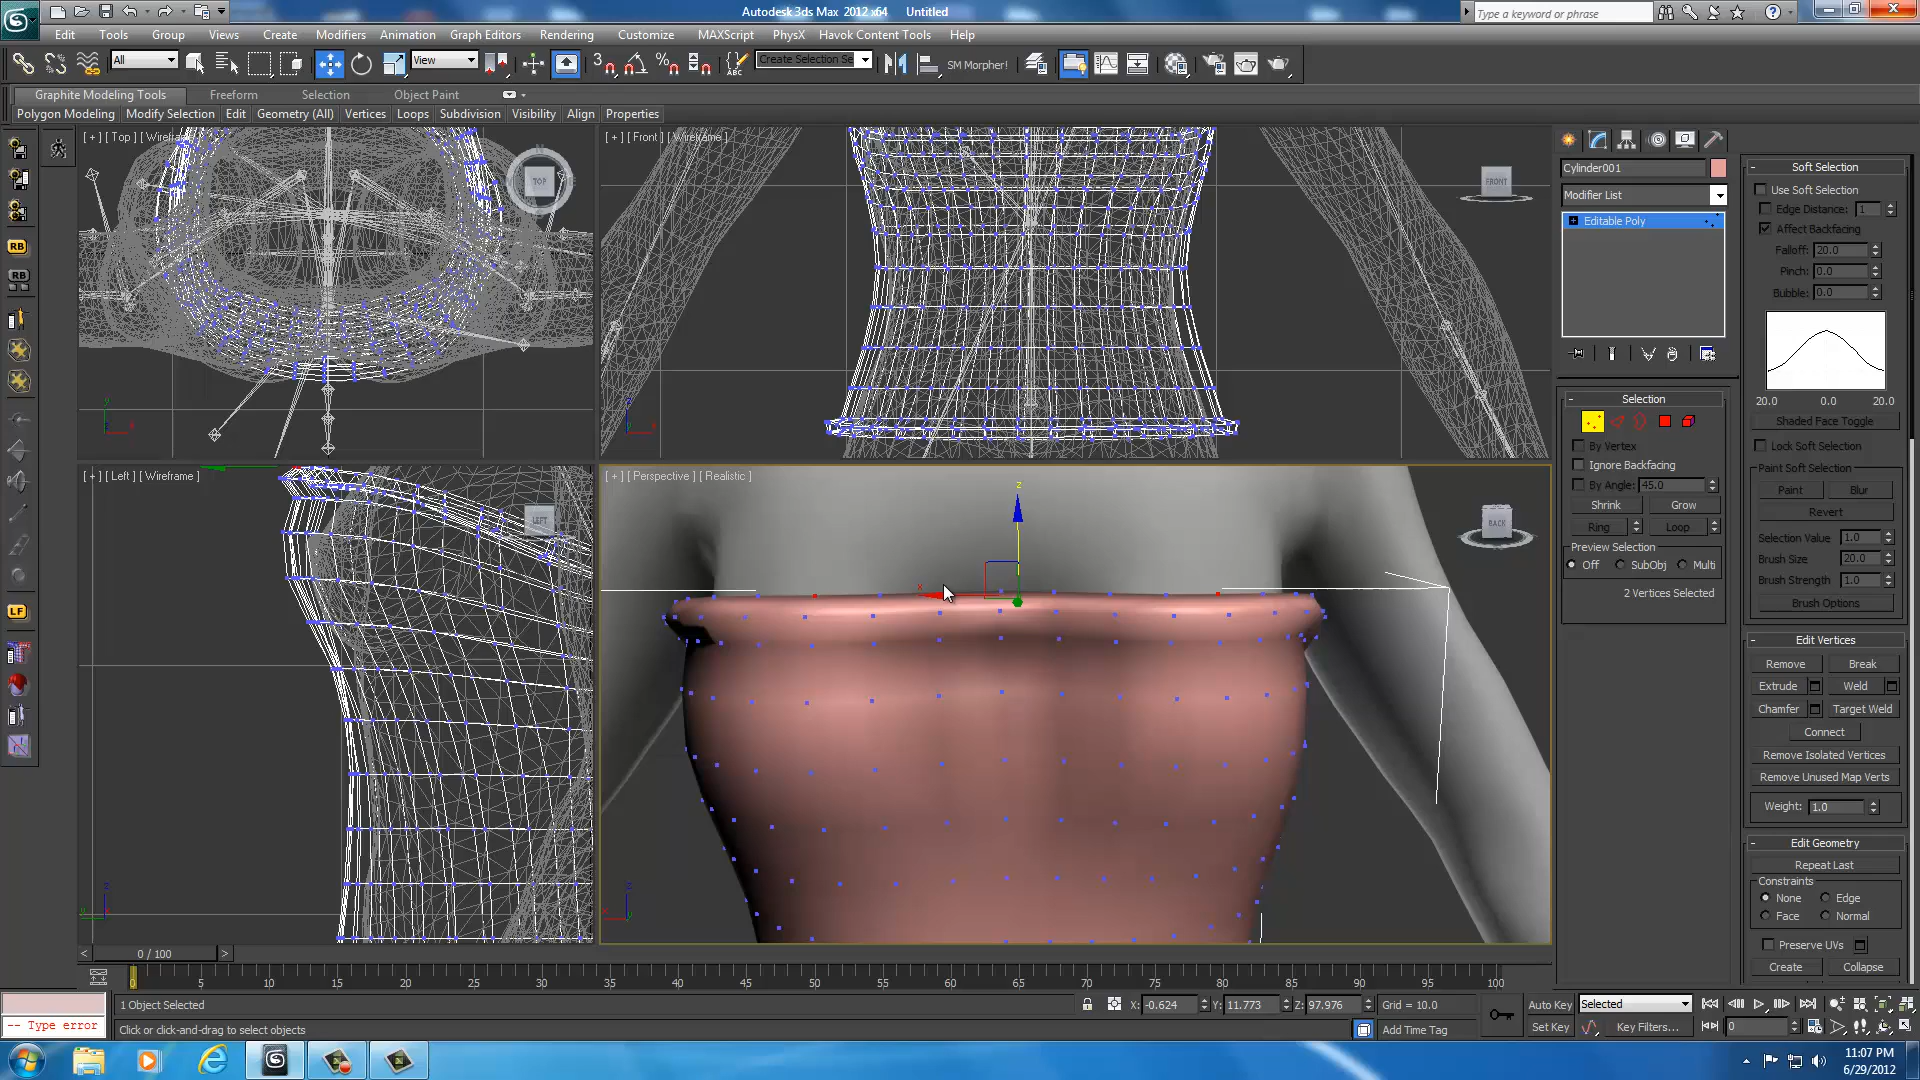 Autodesk 3ds Max 2012 x64 Untitled
Type a keyword or phrase
Edit Tools Group Views Create Modifiers Animation Graph Editors Rendering Customize MAXScript PhysX Havok Content Tools Help
All View Create Selection Se SM Morpher!
Graphite Modeling Tools Freeform Selection Object Paint
Polygon Modeling Modify Selection Edit Geometry (All) Vertices Loops Subdivision Visibility Align Properties
[ + ] [ Top ] [ Wireframe ]
TOP
[ + ] [ Front ] [ Wireframe ]
FRONT
[ + ] [ Left ] [ Wireframe ]
LEFT
[ + ] [ Perspective ] [ Realistic ]
BACK
Cylinder001
Modifier List
Editable Poly
Selection
By Vertex
Ignore Backfacing
By Angle: 45.0
Shrink Grow
Ring Loop
Preview Selection
Off SubObj Multi
2 Vertices Selected
Soft Selection
Use Soft Selection
Edge Distance: 1
Affect Backfacing
Falloff: 20.0
Pinch: 0.0
Bubble: 0.0
20.0 0.0 20.0
Shaded Face Toggle
Lock Soft Selection
Paint Soft Selection
Paint Blur
Revert
Selection Value 1.0
Brush Size 20.0
Brush Strength 1.0
Brush Options
Edit Vertices
Remove Break
Extrude Weld
Chamfer Target Weld
Connect
Remove Isolated Vertices
Remove Unused Map Verts
Weight: 1.0
Edit Geometry
Repeat Last
Constraints
None Edge
Face Normal
Preserve UVs
Create Collapse
RB
RB
LF
< 0 / 100 >
0 5 10 15 20 25 30 35 40 45 50 55 60 65 70 75 80 85 90 95 100
1 Object Selected X: -0.624 Y: 11.773 Z: 97.976 Grid = 10.0 Auto Key Selected
-- Type error Click or click-and-drag to select objects Add Time Tag Set Key Key Filters... 0
11:07 PM
6/29/2012